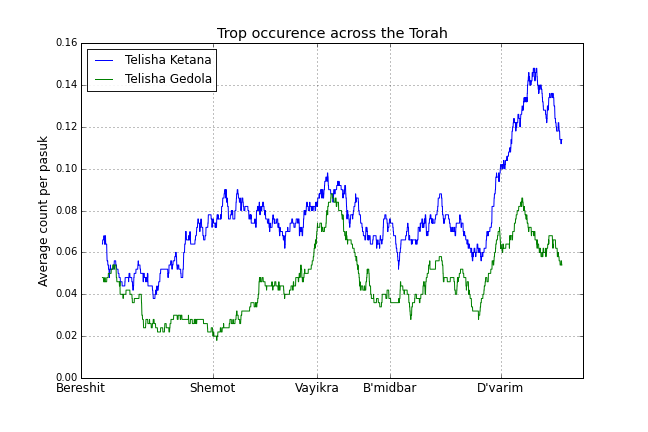 Trop occurence across the Torah
Telisha Ketana
Telisha Gedola
Average count per pasuk
0.16
0.14
0.12
0.10
0.08
0.06
0.04
0.02
0.00
Bereshit Shemot Vayikra B'midbar D'varim